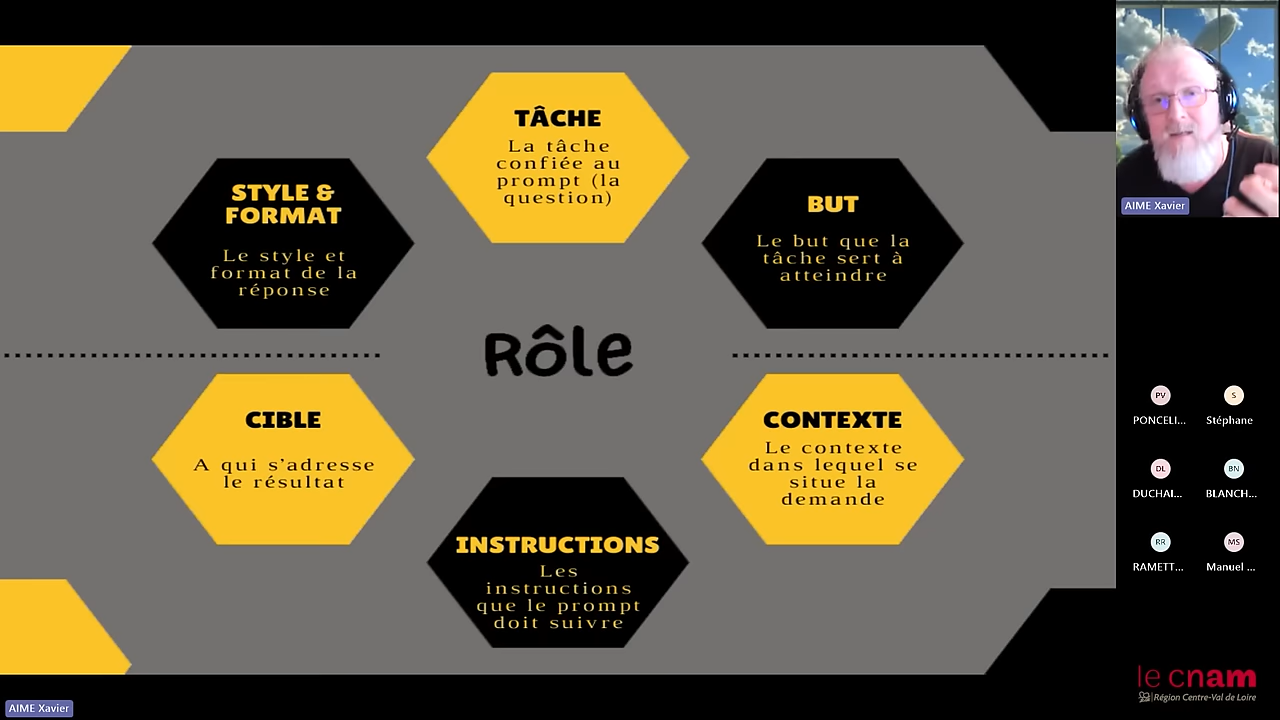 TÂCHE
La tâche
confiée au
prompt (la
question)
STYLE &
FORMAT
Le style et
format de la
réponse
BUT
Le but que la
tâche sert à
atteindre
Rôle
CIBLE
A qui s'adresse
le résultat
CONTEXTE
Le contexte
dans lequel se
situe la
demande
INSTRUCTIONS
Les
instructions
que le prompt
doit suivre
AIME Xavier
AIME Xavier
PV
S
PONCELI...
Stéphane
DL
BN
DUCHAI...
BLANCH...
RR
MS
RAMETT...
Manuel ...
le cnam
Région Centre-Val de Loire